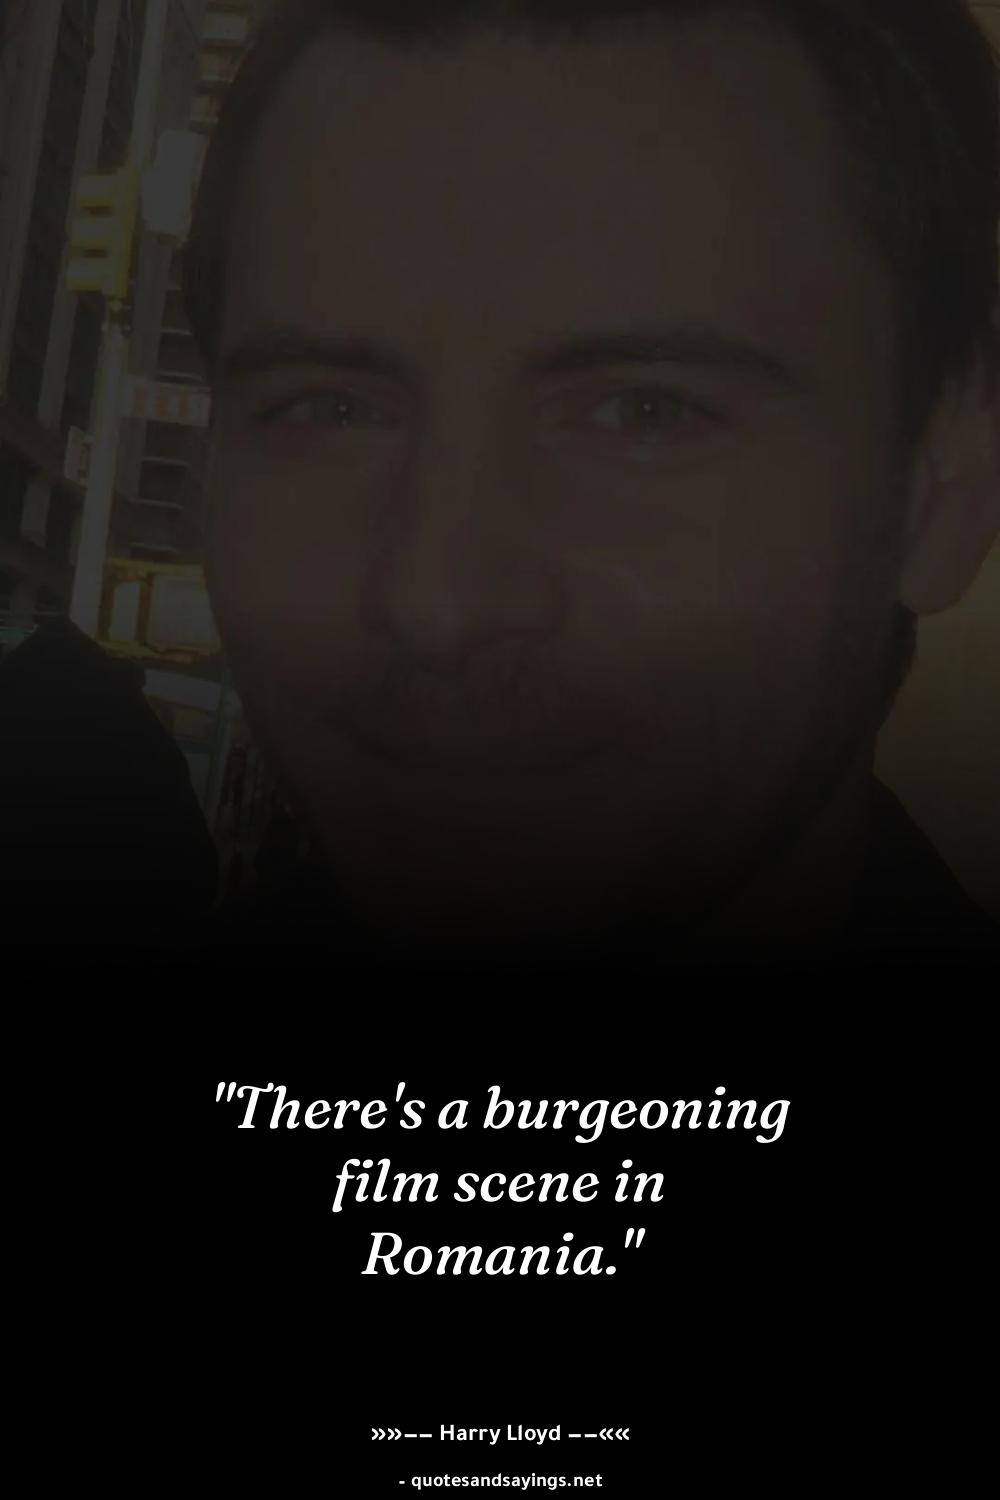 "There's a burgeoning
film scene in
Romania."
»»−− Harry Lloyd −−««
- quotesandsayings.net